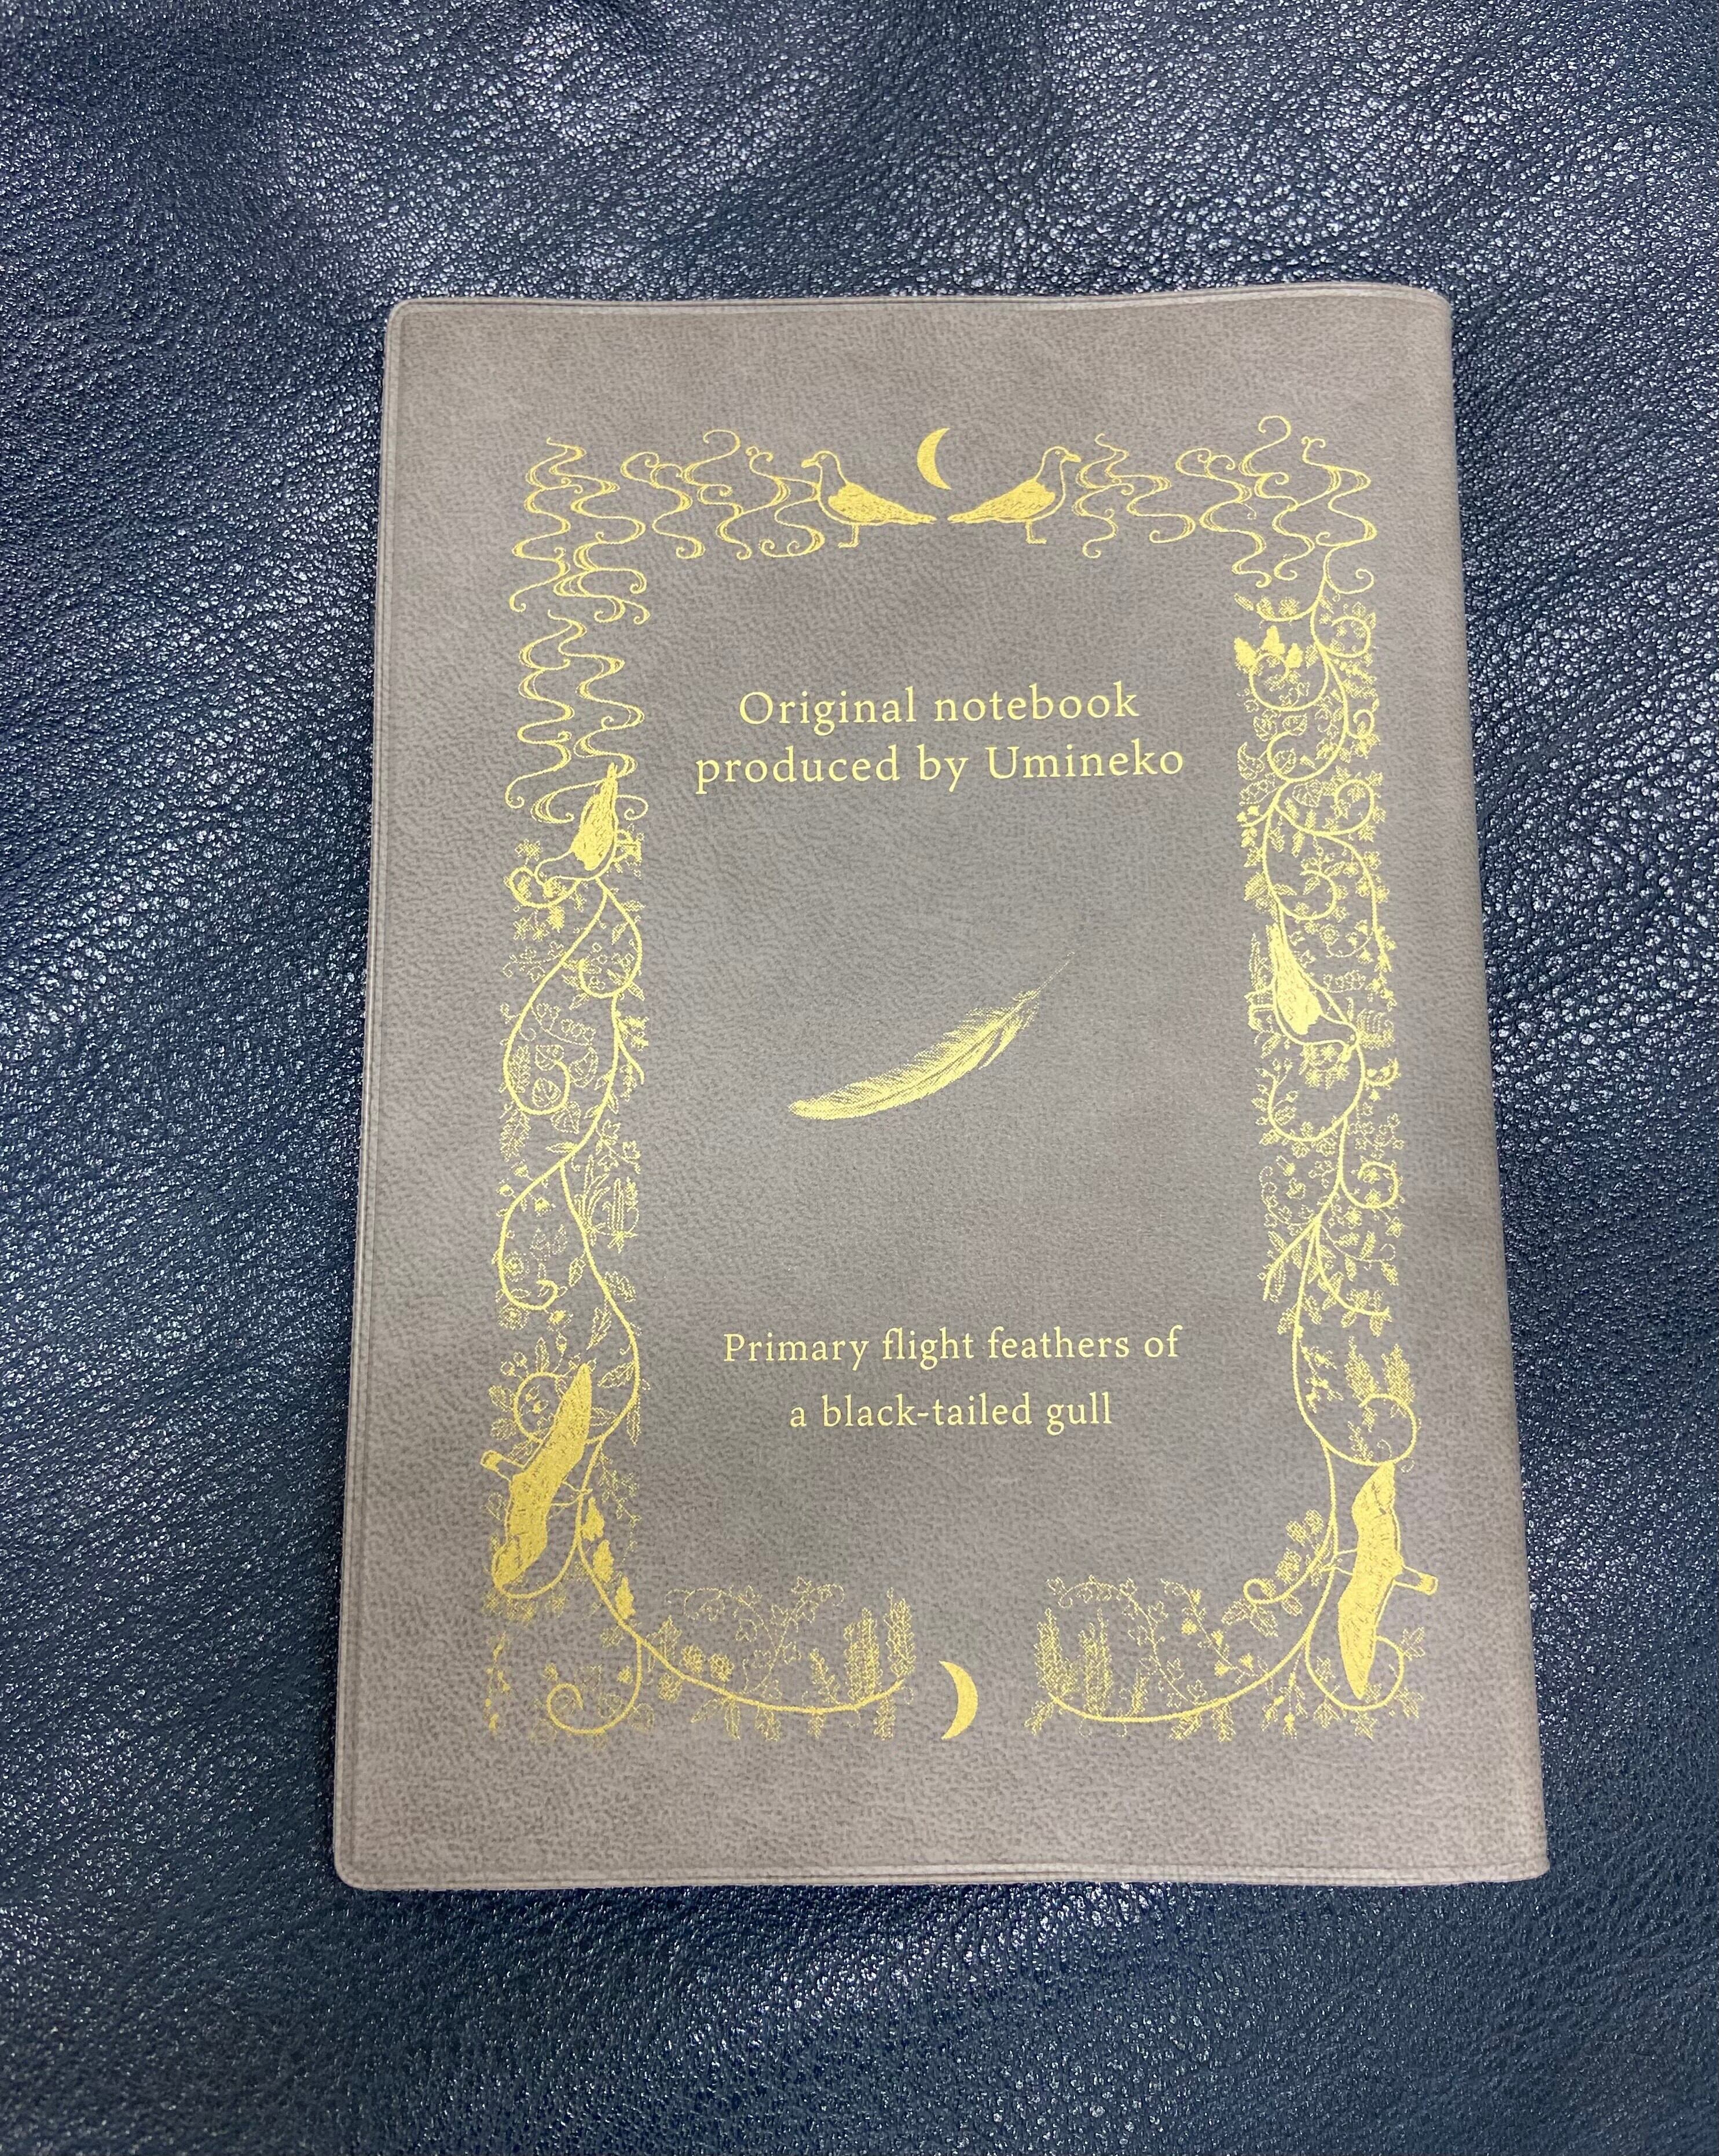 Original notebook
produced by Umineko
Primary flight feathers of
a black-tailed gull